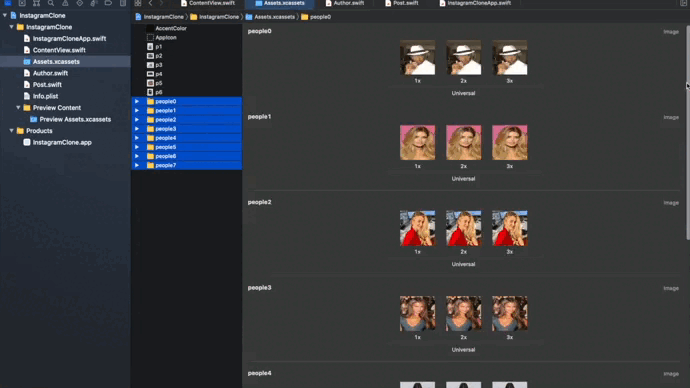 ContentView.swift
Assets.xcassets
Author.swift
Post.swift
InstagramCloneApp.swift
InstagramClone
InstagramClone
InstagramClone
Assets.xcassets
people0
InstagramClone
InstagramCloneApp.swift
ContentView.swift
Assets.xcassets
Author.swift
Post.swift
Info.plist
Preview Content
Preview Assets.xcassets
Products
InstagramClone.app
AccentColor
AppIcon
p1
p2
p3
p4
p5
p6
people0
people1
people2
people3
people4
people5
people6
people7
people0
Image
1x
2x
3x
Universal
people1
Image
1x
2x
3x
Universal
people2
Image
1x
2x
3x
Universal
people3
Image
1x
2x
3x
Universal
people4
Image